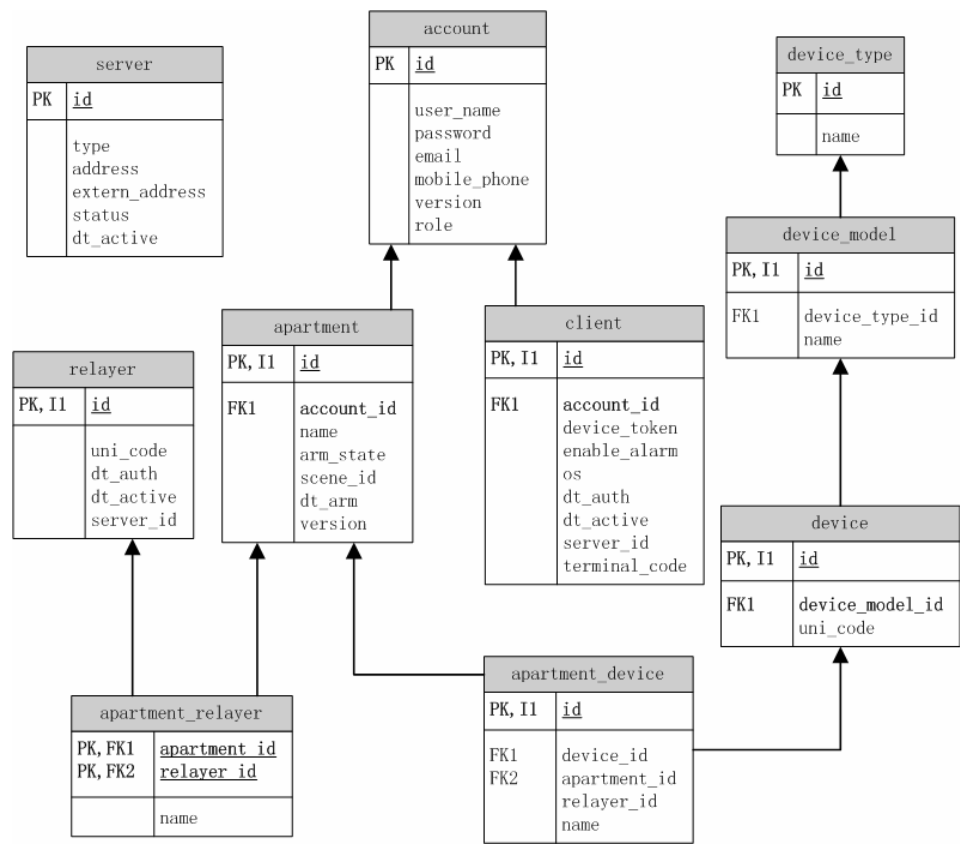 server
PK id
type
address
extern_address
status
dt_active
account
PK id
user_name
password
email
mobile_phone
version
role
device_type
PK id
name
device_model
PK, I1 id
FK1 device_type_id
name
relayer
PK, I1 id
uni_code
dt_auth
dt_active
server_id
apartment
PK, I1 id
FK1 account_id
name
arm_state
scene_id
dt_arm
version
client
PK, I1 id
FK1 account_id
device_token
enable_alarm
os
dt_auth
dt_active
server_id
terminal_code
device
PK, I1 id
FK1 device_model_id
uni_code
apartment_relayer
PK, FK1 apartment_id
PK, FK2 relayer_id
name
apartment_device
PK, I1 id
FK1 device_id
FK2 apartment_id
relayer_id
name